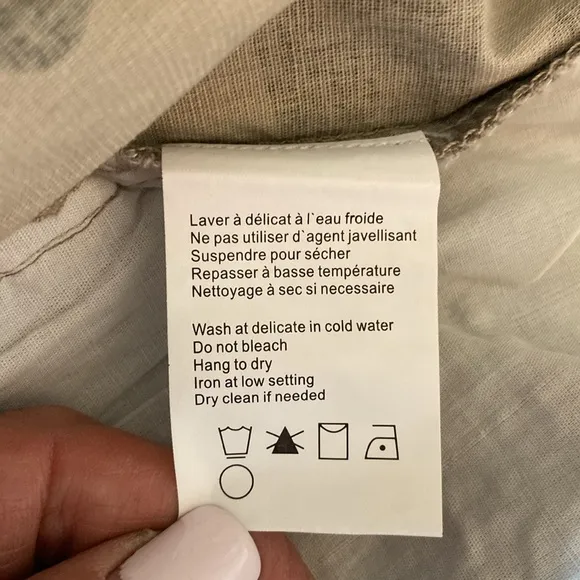 Laver à délicat à l`eau froide
Ne pas utiliser d`agent javellisant
Suspendre pour sécher
Repasser à basse température
Nettoyage à sec si necessaire
Wash at delicate in cold water
Do not bleach
Hang to dry
Iron at low setting
Dry clean if needed